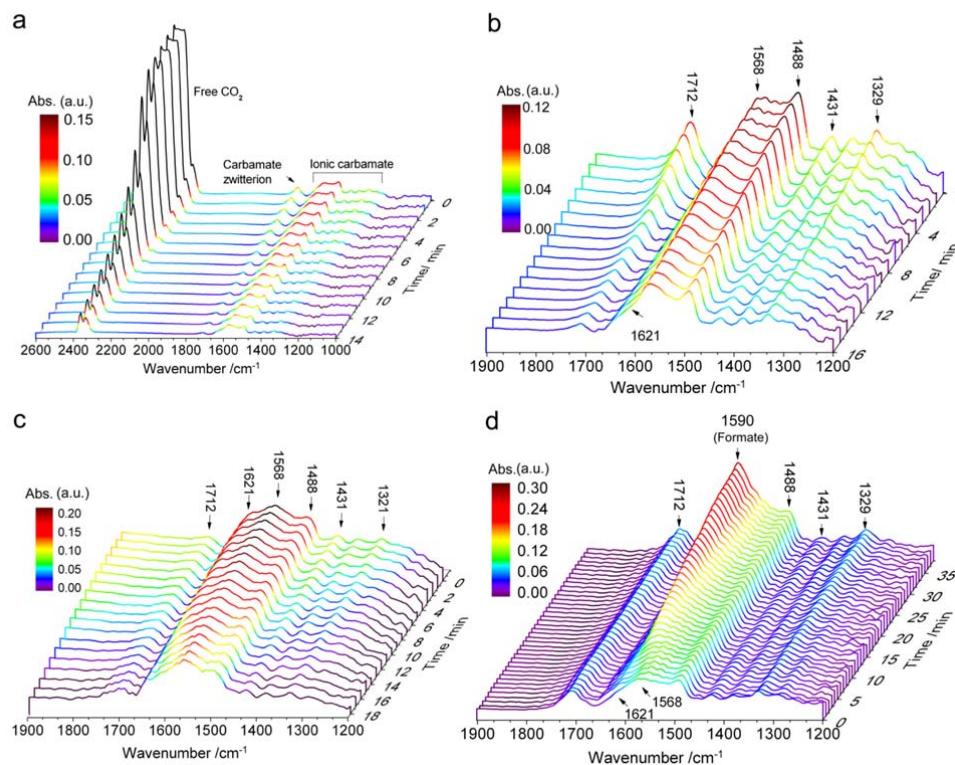 a
Abs. (a.u.)
0.15
0.10
0.05
0.00
Free CO₂
Carbamate
zwitterion
Ionic carbamate
0
2
4
6
8
10
12
14
Time/ min
2600 2400 2200 2000 1800 1600 1400 1200 1000
Wavenumber /cm⁻¹
b
Abs. (a.u.)
0.12
0.08
0.04
0.00
1712
1568
1488
1431
1329
1621
4
8
12
16
Time/ min
1900 1800 1700 1600 1500 1400 1300 1200
Wavenumber /cm⁻¹
c
Abs. (a.u.)
0.20
0.15
0.10
0.05
0.00
1712
1621
1568
1488
1431
1321
0
2
4
6
8
10
12
14
16
18
Time /min
1900 1800 1700 1600 1500 1400 1300 1200
Wavenumber/cm⁻¹
d
Abs. (a.u.)
0.30
0.24
0.18
0.12
0.06
0.00
1590
(Formate)
1712
1488
1431
1329
1568
1621
35
30
25
20
15
10
5
0
Time /min
1900 1800 1700 1600 1500 1400 1300 1200
Wavenumber/cm⁻¹